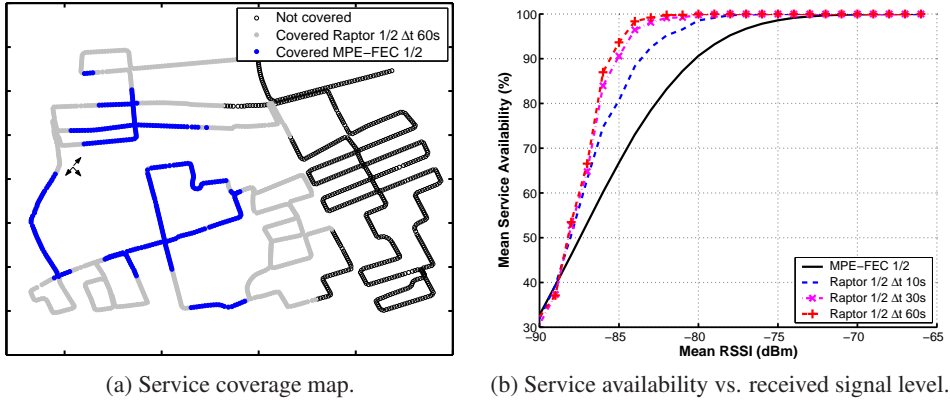 Not covered
Covered Raptor 1/2 Δt 60s
Covered MPE−FEC 1/2
(a) Service coverage map.
Mean Service Availability (%)
100
90
80
70
60
50
40
30
−90
−85
−80
−75
−70
−65
Mean RSSI (dBm)
MPE−FEC 1/2
Raptor 1/2 Δt 10s
Raptor 1/2 Δt 30s
Raptor 1/2 Δt 60s
(b) Service availability vs. received signal level.